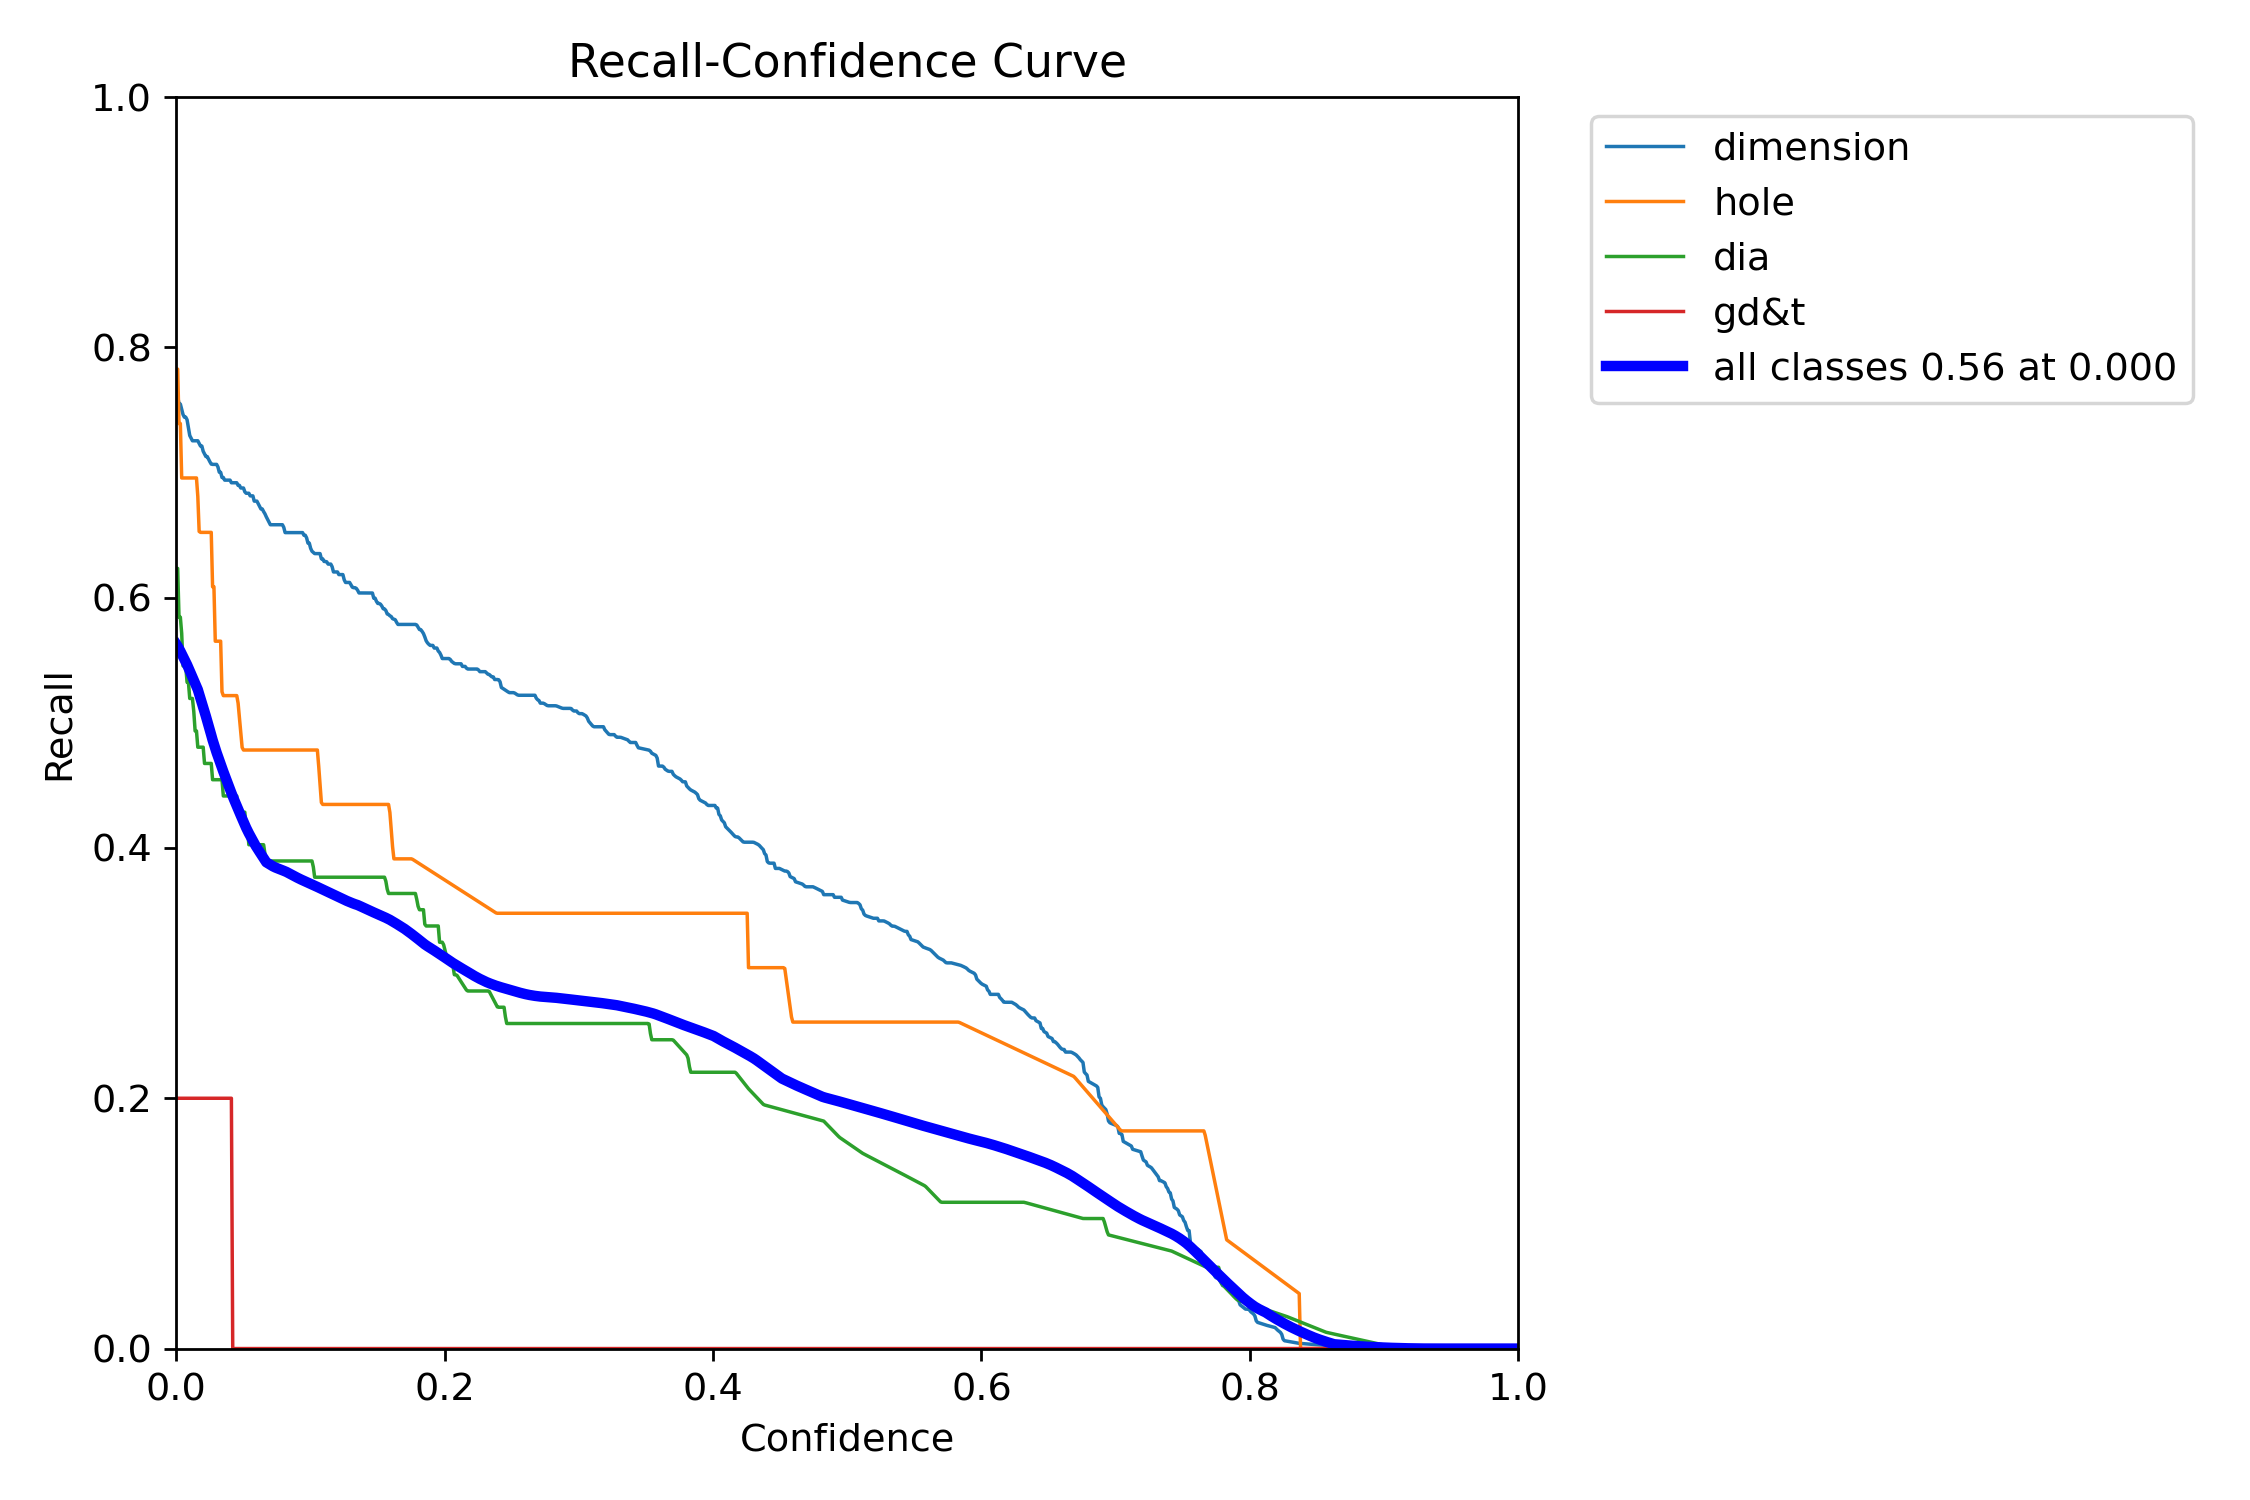 Recall-Confidence Curve
1.0
0.8
0.6
0.4
0.2
0.0
Recall
0.0 0.2 0.4 0.6 0.8 1.0
Confidence
dimension
hole
dia
gd&t
all classes 0.56 at 0.000